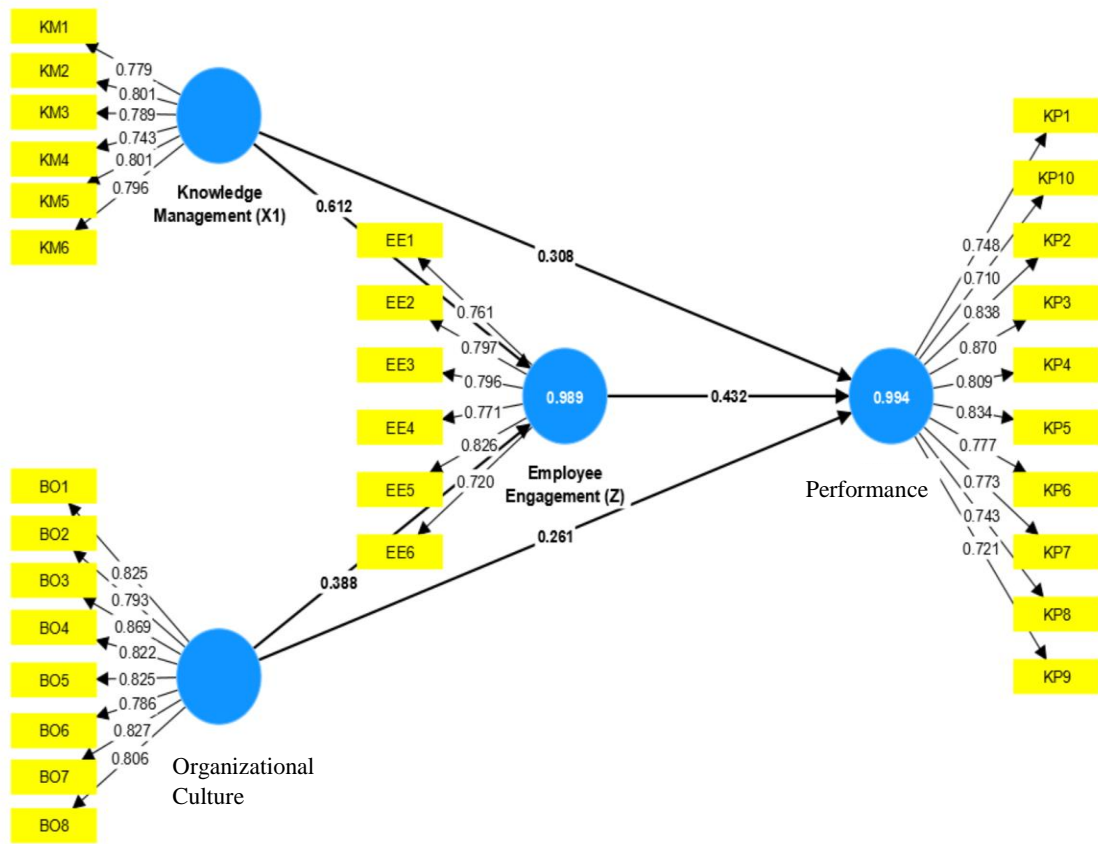 KM1
KM2
KM3
KM4
KM5
KM6
0.779
0.801
0.789
0.743
0.801
0.796
Knowledge
Management (X1)
0.612
0.308
EE1
EE2
EE3
EE4
EE5
EE6
0.761
0.797
0.796
0.771
0.826
0.720
0.989
Employee
Engagement (Z)
0.432
0.994
Performance
KP1
KP10
KP2
KP3
KP4
KP5
KP6
KP7
KP8
KP9
0.748
0.710
0.838
0.870
0.809
0.834
0.777
0.773
0.743
0.721
BO1
BO2
BO3
BO4
BO5
BO6
BO7
BO8
0.825
0.793
0.869
0.822
0.825
0.786
0.827
0.806
0.388
0.261
Organizational
Culture